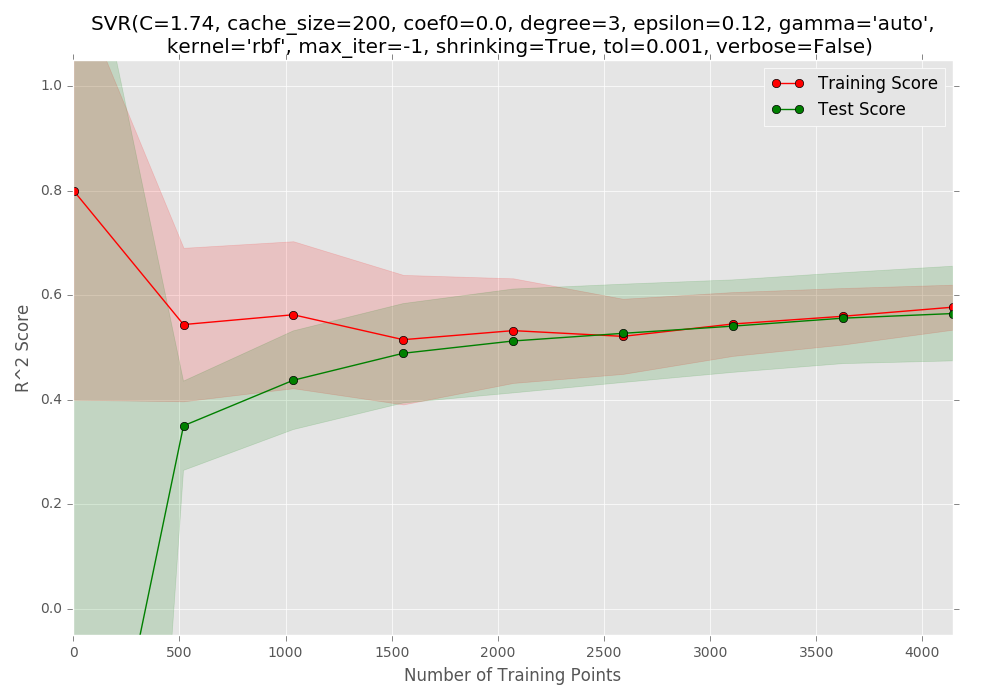 SVR(C=1.74, cache_size=200, coef0=0.0, degree=3, epsilon=0.12, gamma='auto',
kernel='rbf', max_iter=-1, shrinking=True, tol=0.001, verbose=False)
Training Score
Test Score
R^2 Score
1.0
0.8
0.6
0.4
0.2
0.0
0 500 1000 1500 2000 2500 3000 3500 4000
Number of Training Points